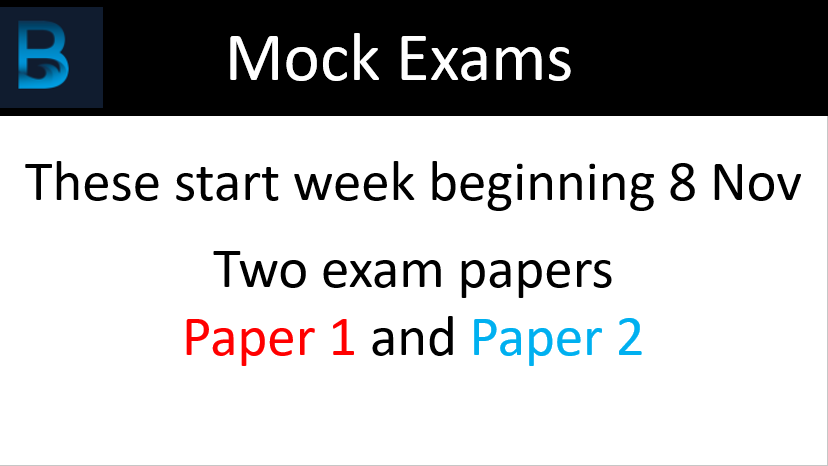 B
Mock Exams
These start week beginning 8 Nov
Two exam papers
Paper 1 and Paper 2